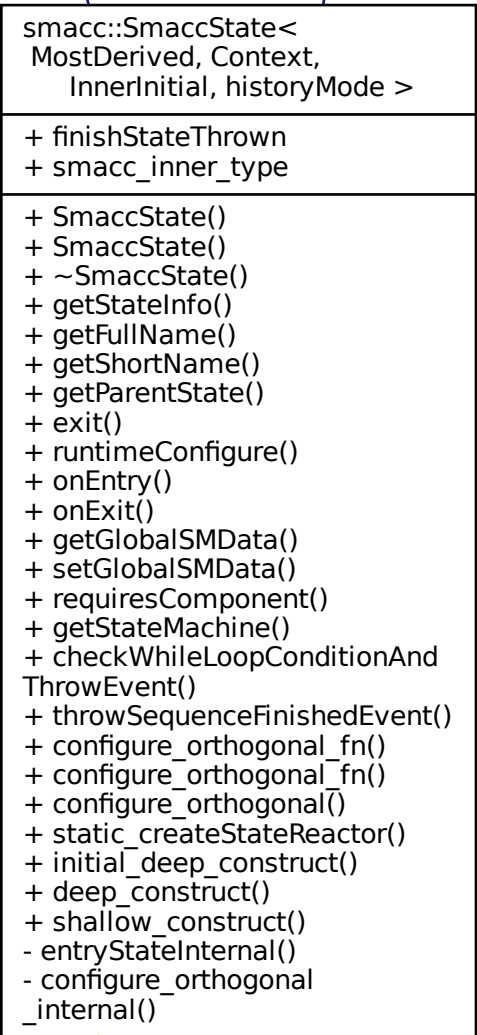 smacc::SmaccState<
MostDerived, Context,
InnerInitial, historyMode >
+ finishStateThrown
+ smacc_inner_type
+ SmaccState()
+ SmaccState()
+ ~SmaccState()
+ getStateInfo()
+ getFullName()
+ getShortName()
+ getParentState()
+ exit()
+ runtimeConfigure()
+ onEntry()
+ onExit()
+ getGlobalSMData()
+ setGlobalSMData()
+ requiresComponent()
+ getStateMachine()
+ checkWhileLoopConditionAnd
ThrowEvent()
+ throwSequenceFinishedEvent()
+ configure_orthogonal_fn()
+ configure_orthogonal_fn()
+ configure_orthogonal()
+ static_createStateReactor()
+ initial_deep_construct()
+ deep_construct()
+ shallow_construct()
- entryStateInternal()
- configure_orthogonal
_internal()